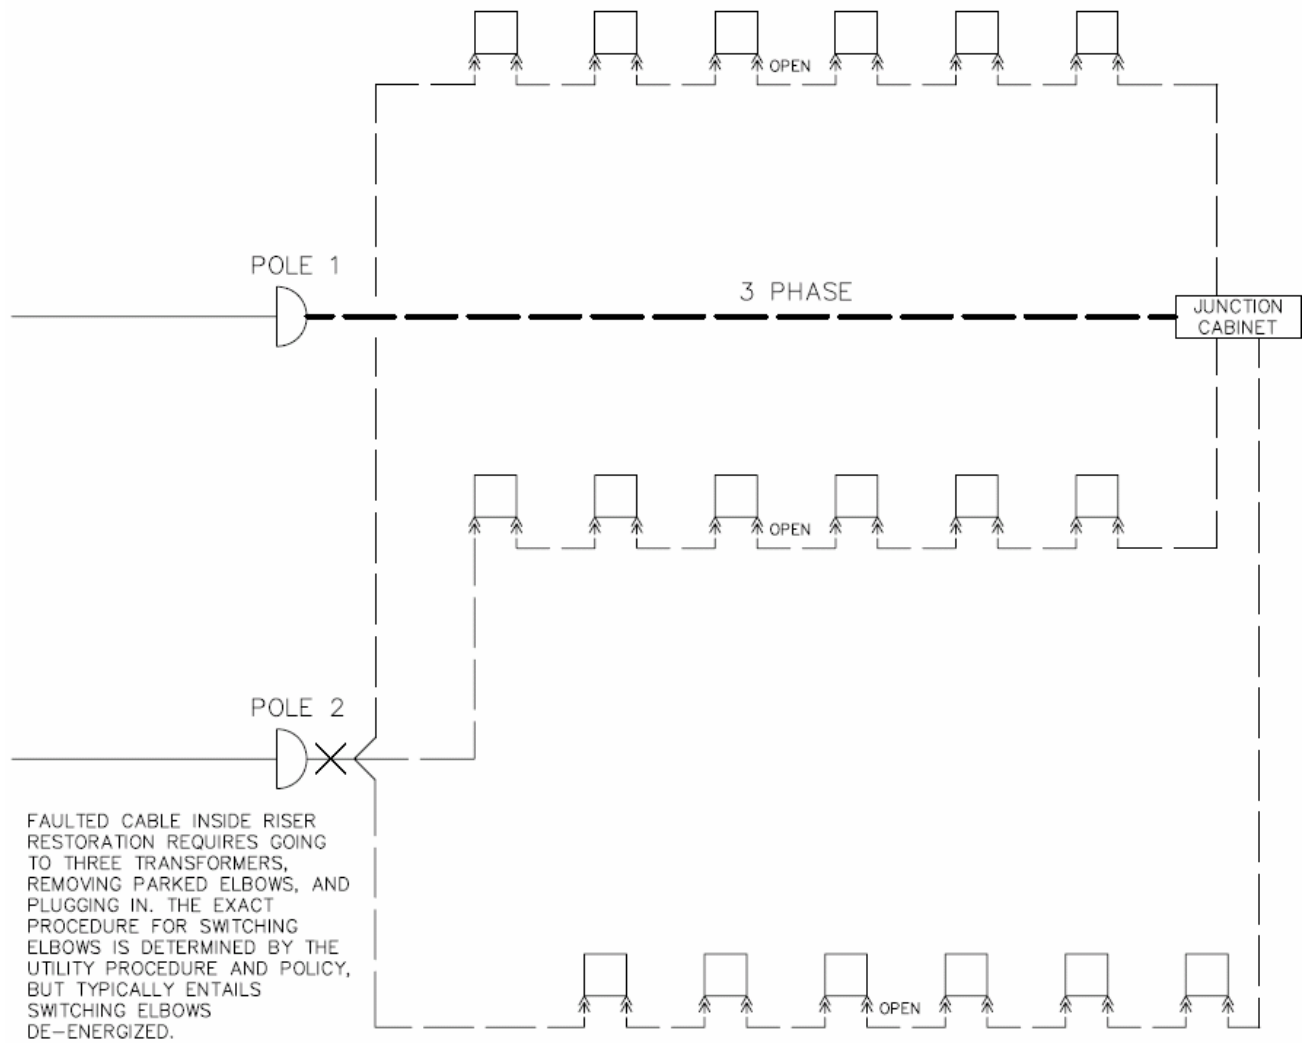 OPEN
POLE 1
3 PHASE
JUNCTION
CABINET
OPEN
POLE 2
FAULTED CABLE INSIDE RISER
RESTORATION REQUIRES GOING
TO THREE TRANSFORMERS,
REMOVING PARKED ELBOWS, AND
PLUGGING IN. THE EXACT
PROCEDURE FOR SWITCHING
ELBOWS IS DETERMINED BY THE
UTILITY PROCEDURE AND POLICY,
BUT TYPICALLY ENTAILS
SWITCHING ELBOWS
DE-ENERGIZED.
OPEN